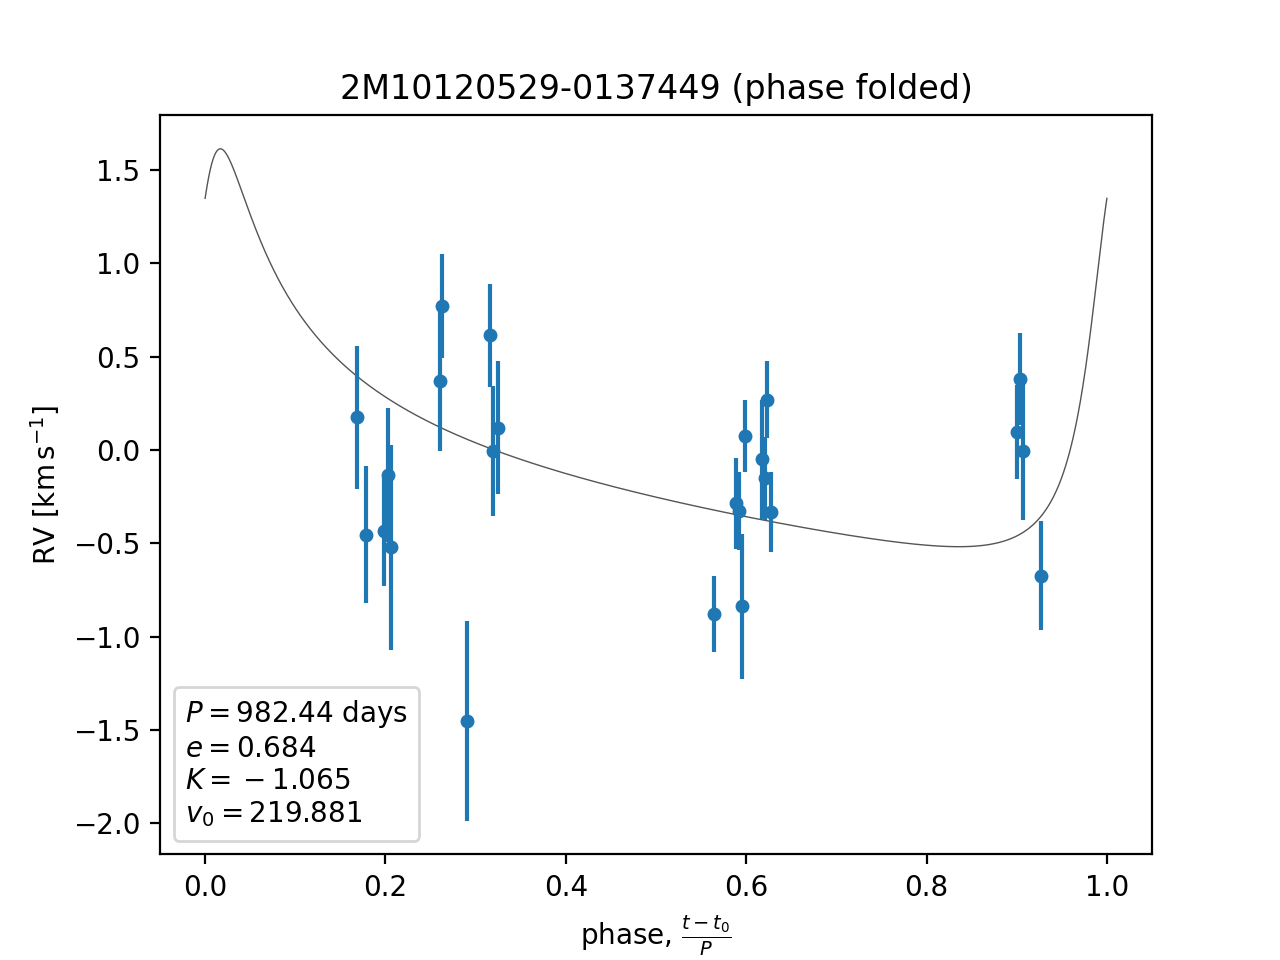 2M10120529-0137449 (phase folded)
RV [km s⁻¹]
1.5
1.0
0.5
0.0
−0.5
−1.0
−1.5
−2.0
P = 982.44 days
e = 0.684
K = −1.065
v₀ = 219.881
0.0 0.2 0.4 0.6 0.8 1.0
phase, (t − t₀)/P